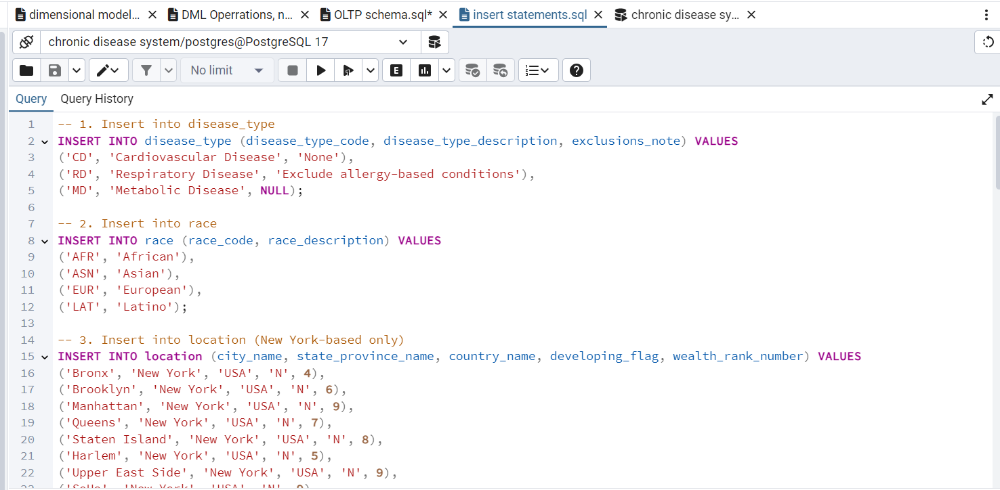 dimensional model... DML Operrations, n... OLTP schema.sql* insert statements.sql chronic disease sy...
chronic disease system/postgres@PostgreSQL 17
No limit E
Query Query History
1 -- 1. Insert into disease_type
2 INSERT INTO disease_type (disease_type_code, disease_type_description, exclusions_note) VALUES
3 ('CD', 'Cardiovascular Disease', 'None'),
4 ('RD', 'Respiratory Disease', 'Exclude allergy-based conditions'),
5 ('MD', 'Metabolic Disease', NULL);
6
7 -- 2. Insert into race
8 INSERT INTO race (race_code, race_description) VALUES
9 ('AFR', 'African'),
10 ('ASN', 'Asian'),
11 ('EUR', 'European'),
12 ('LAT', 'Latino');
13
14 -- 3. Insert into location (New York-based only)
15 INSERT INTO location (city_name, state_province_name, country_name, developing_flag, wealth_rank_number) VALUES
16 ('Bronx', 'New York', 'USA', 'N', 4),
17 ('Brooklyn', 'New York', 'USA', 'N', 6),
18 ('Manhattan', 'New York', 'USA', 'N', 9),
19 ('Queens', 'New York', 'USA', 'N', 7),
20 ('Staten Island', 'New York', 'USA', 'N', 8),
21 ('Harlem', 'New York', 'USA', 'N', 5),
22 ('Upper East Side', 'New York', 'USA', 'N', 9),